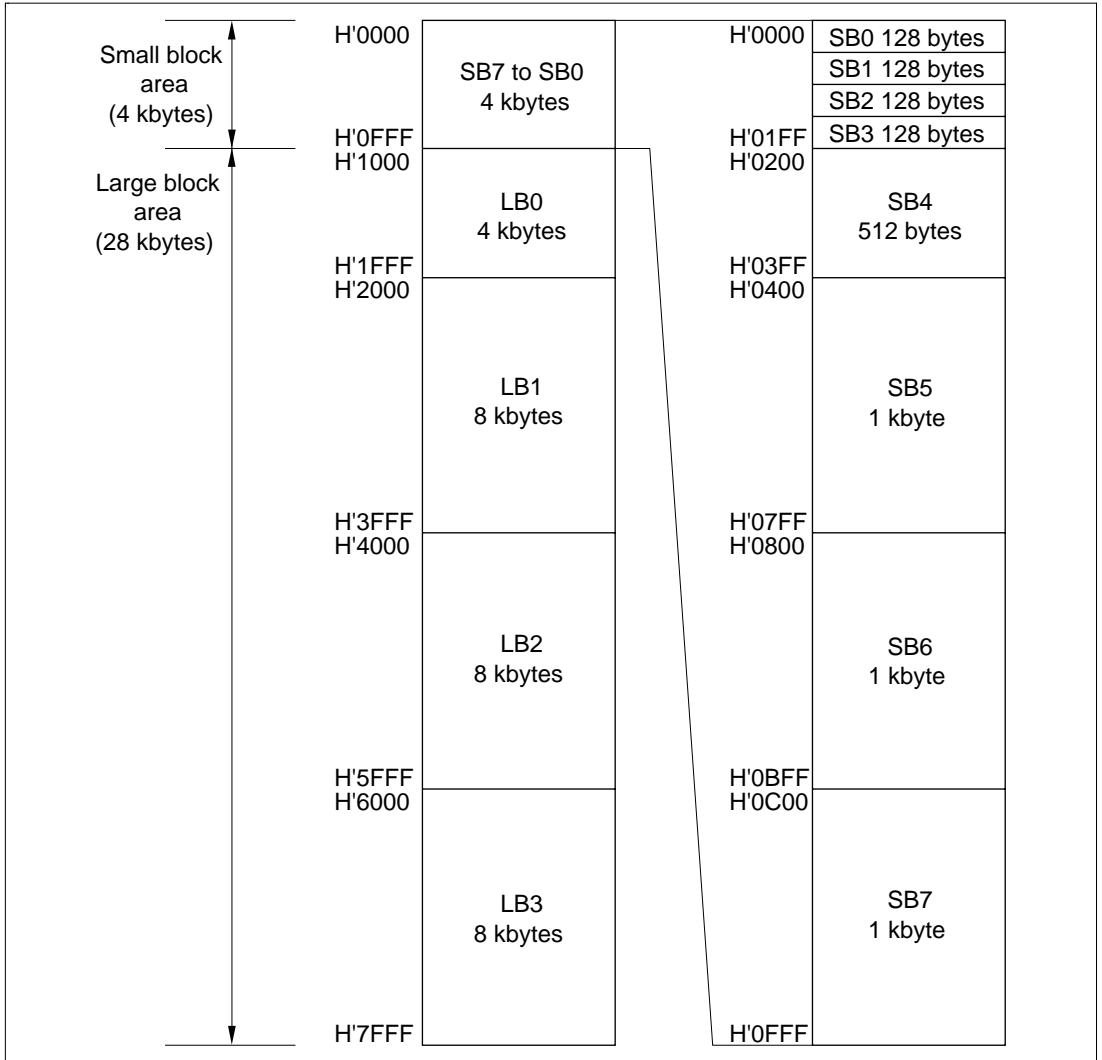 Small block
area
(4 kbytes)
Large block
area
(28 kbytes)
H'0000
SB7 to SB0
4 kbytes
H'0FFF
H'1000
LB0
4 kbytes
H'1FFF
H'2000
LB1
8 kbytes
H'3FFF
H'4000
LB2
8 kbytes
H'5FFF
H'6000
LB3
8 kbytes
H'7FFF
H'0000
SB0 128 bytes
SB1 128 bytes
SB2 128 bytes
SB3 128 bytes
H'01FF
H'0200
SB4
512 bytes
H'03FF
H'0400
SB5
1 kbyte
H'07FF
H'0800
SB6
1 kbyte
H'0BFF
H'0C00
SB7
1 kbyte
H'0FFF